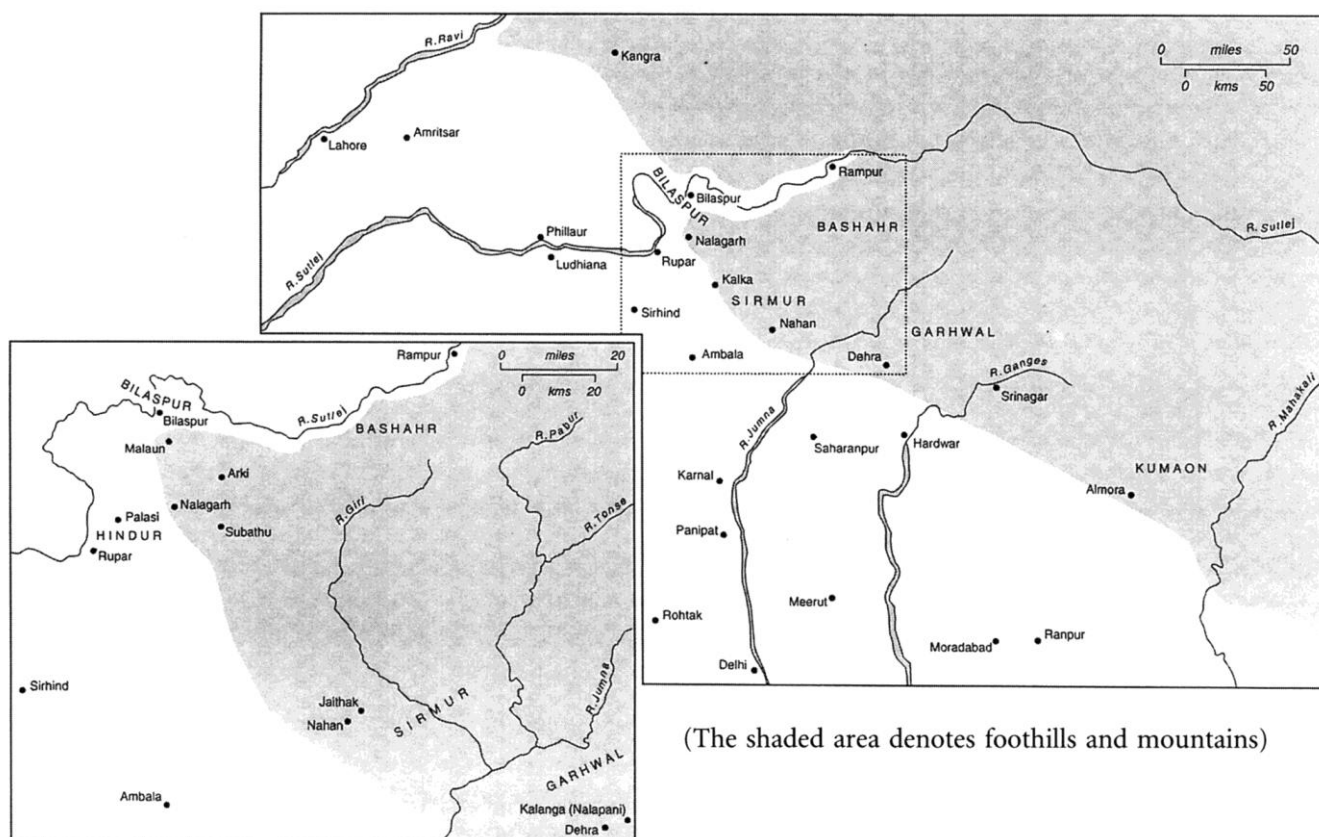 R. Ravi
Kangra
0 miles 50
0 kms 50
Lahore
Amritsar
Rampur
BILASPUR
Bilaspur
BASHAHR
R. Sutlej
Phillaur
Nalagarh
R. Sutlej
Ludhiana
Rupar
Kalka
SIRMUR
Sirhind
Nahan
GARHWAL
Ambala
Dehra
R. Ganges
Srinagar
R. Mahakali
R. Jumna
Saharanpur
Hardwar
KUMAON
Karnal
Almora
Panipat
Meerut
Rohtak
Moradabad
Ranpur
Delhi
Rampur
0 miles 20
0 kms 20
BILASPUR
Bilaspur
R. Sutlej
BASHAHR
Malaun
R. Pabur
Arki
Nalagarh
R. Giri
Palasi
HINDUR
Subathu
R. Tonse
Rupar
Sirhind
Jaithak
SIRMUR
Nahan
R. Jumna
GARHWAL
Ambala
Kalanga (Nalapani)
Dehra
(The shaded area denotes foothills and mountains)